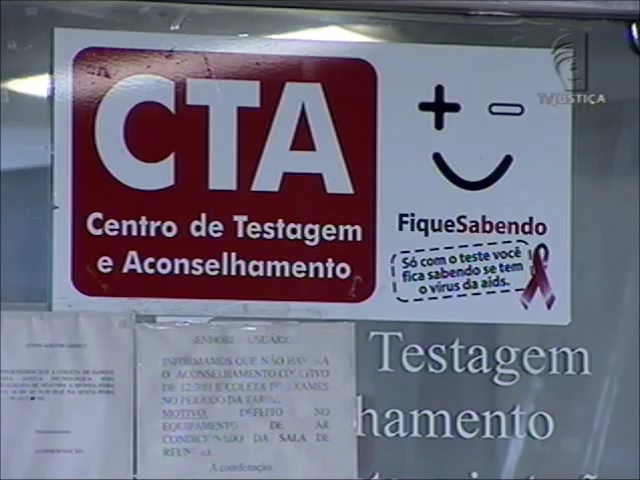 CTA
Centro de Testagem
e Aconselhamento
+ -
FiqueSabendo
Só com o teste você
fica sabendo se tem
o vírus da aids.
TVJUSTIÇA
SENHORES USUÁRIOS
INFORMAMOS QUE NÃO HAVERÁ
O ACONSELHAMENTO COLETIVO
DE 12:30H E COLETA DE EXAMES
NO PERÍODO DA TARDE.
MOTIVO: DEFEITO NO
EQUIPAMENTO DE AR
CONDICIONADO DA SALA DE
REUNIÃO.
A coordenação.
Testagem
hamento